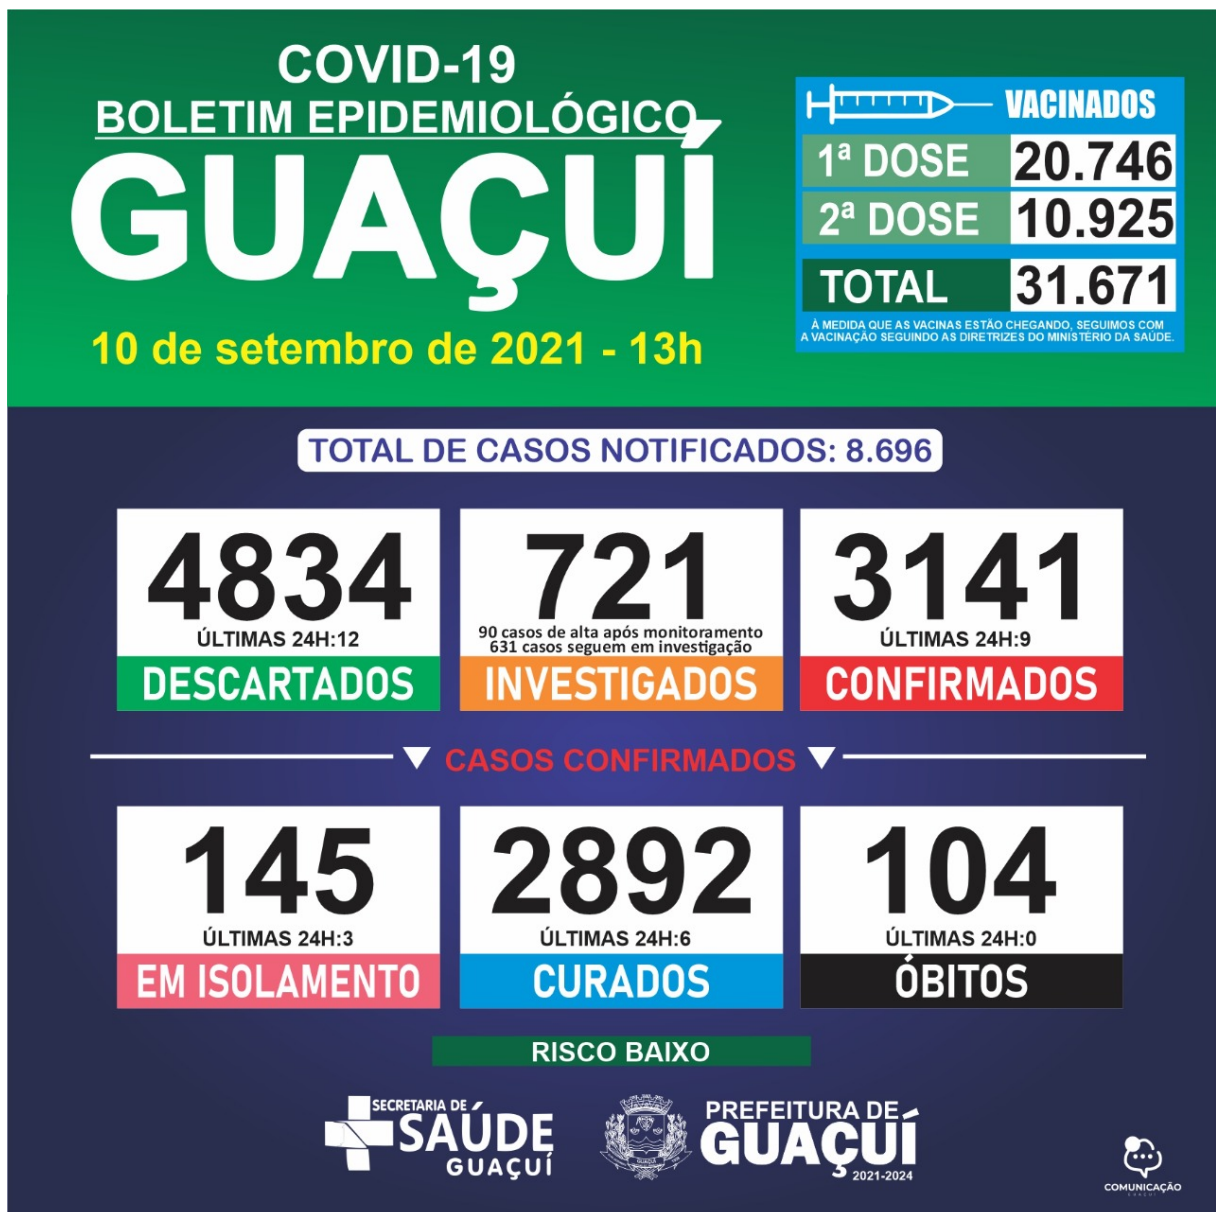 COVID-19
BOLETIM EPIDEMIOLÓGICO
GUAÇUÍ
10 de setembro de 2021 - 13h
VACINADOS
1ª DOSE 20.746
2ª DOSE 10.925
TOTAL 31.671
À MEDIDA QUE AS VACINAS ESTÃO CHEGANDO, SEGUIMOS COM
A VACINAÇÃO SEGUINDO AS DIRETRIZES DO MINISTÉRIO DA SAÚDE.
TOTAL DE CASOS NOTIFICADOS: 8.696
4834
ÚLTIMAS 24H:12
DESCARTADOS
721
90 casos de alta após monitoramento
631 casos seguem em investigação
INVESTIGADOS
3141
ÚLTIMAS 24H:9
CONFIRMADOS
CASOS CONFIRMADOS
145
ÚLTIMAS 24H:3
EM ISOLAMENTO
2892
ÚLTIMAS 24H:6
CURADOS
104
ÚLTIMAS 24H:0
ÓBITOS
RISCO BAIXO
SECRETARIA DE
SAÚDE
GUAÇUÍ
GUAÇUÍ
PREFEITURA DE
GUAÇUÍ
2021-2024
COMUNICAÇÃO
GUAÇUÍ